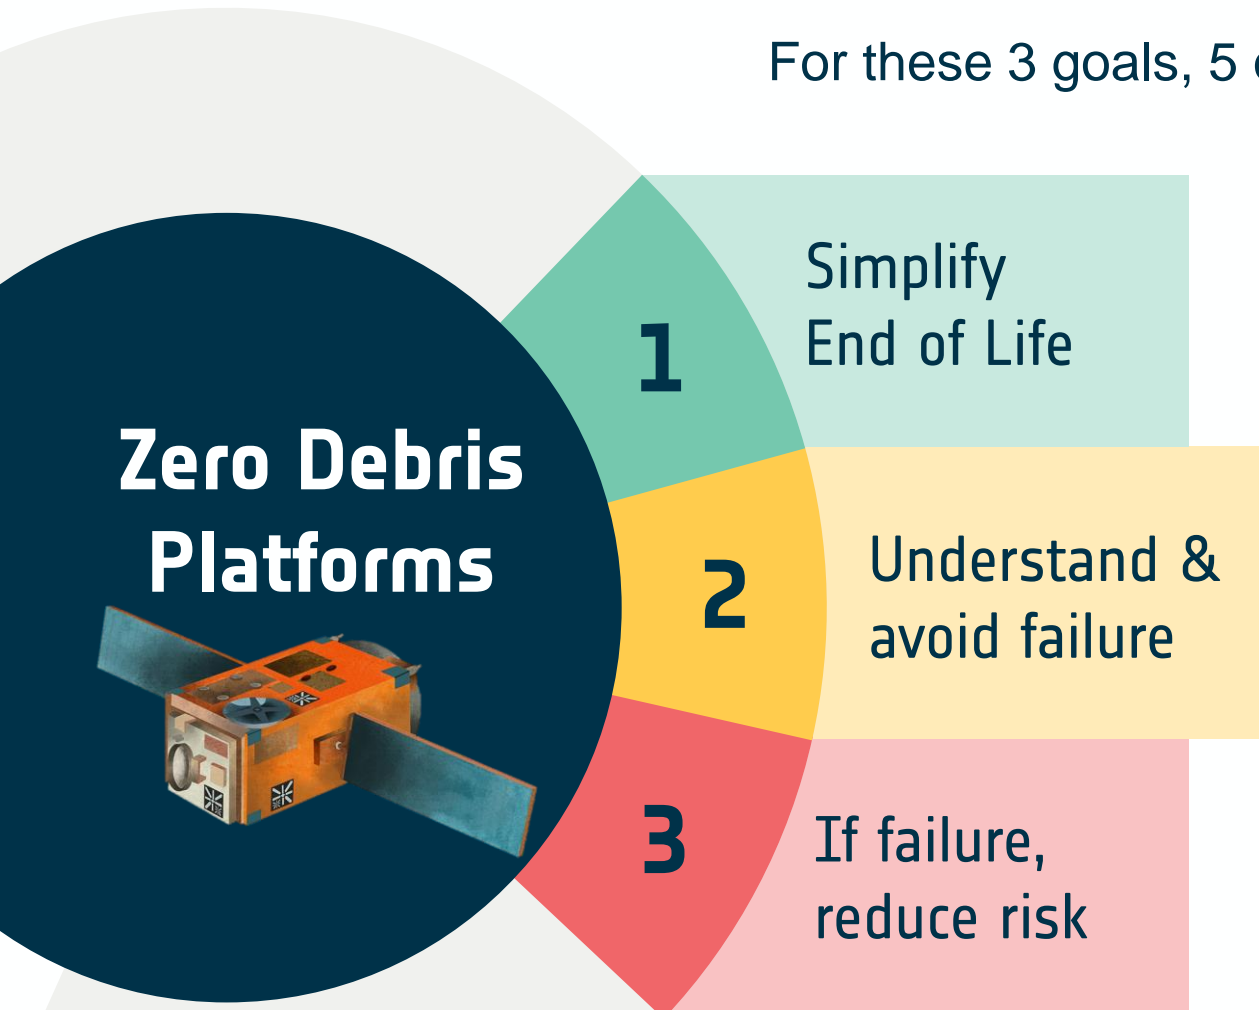 For these 3 goals, 5
1
Simplify
End of Life
Zero Debris
Platforms
2
Understand &
avoid failure
3
If failure,
reduce risk